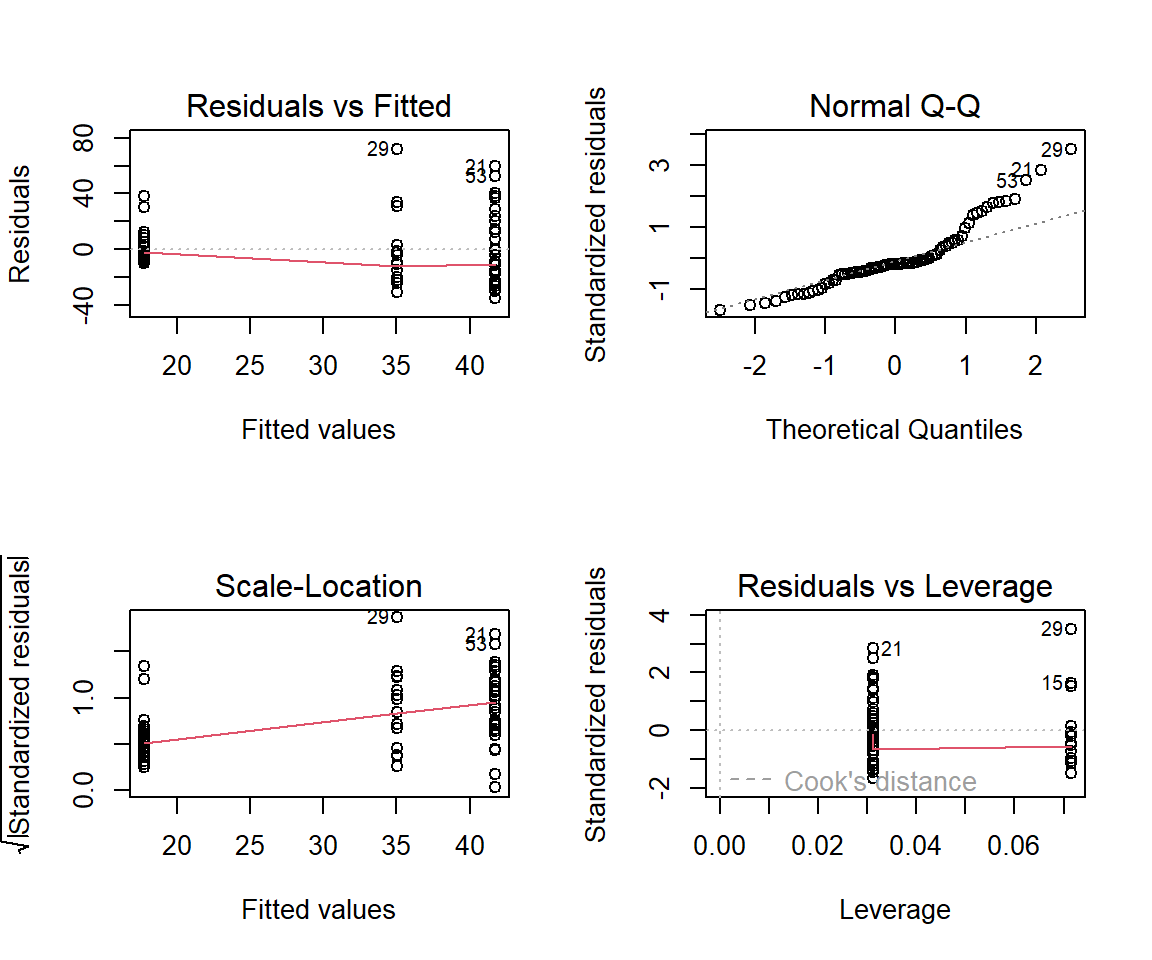 Residuals vs Fitted
Residuals
80
40
0
-40
29
21
53
20 25 30 35 40
Fitted values
Normal Q-Q
Standardized residuals
3
1
-1
29
21
53
-2 -1 0 1 2
Theoretical Quantiles
Scale-Location
√|Standardized residuals|
1.0
0.0
29
21
53
20 25 30 35 40
Fitted values
Residuals vs Leverage
Standardized residuals
4
2
0
-2
29
21
15
Cook's distance
0.00 0.02 0.04 0.06
Leverage